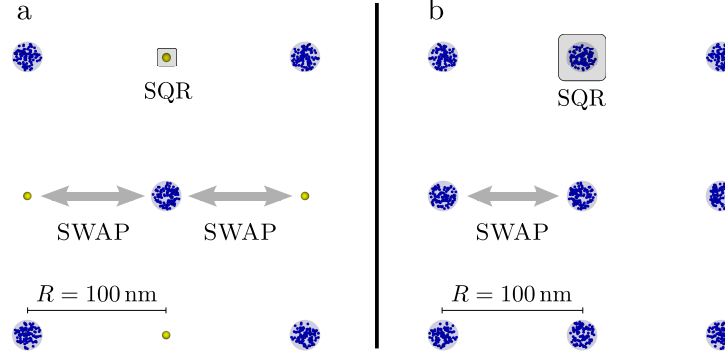 a
b
SQR
SQR
SWAP
SWAP
SWAP
R = 100 nm
R = 100 nm